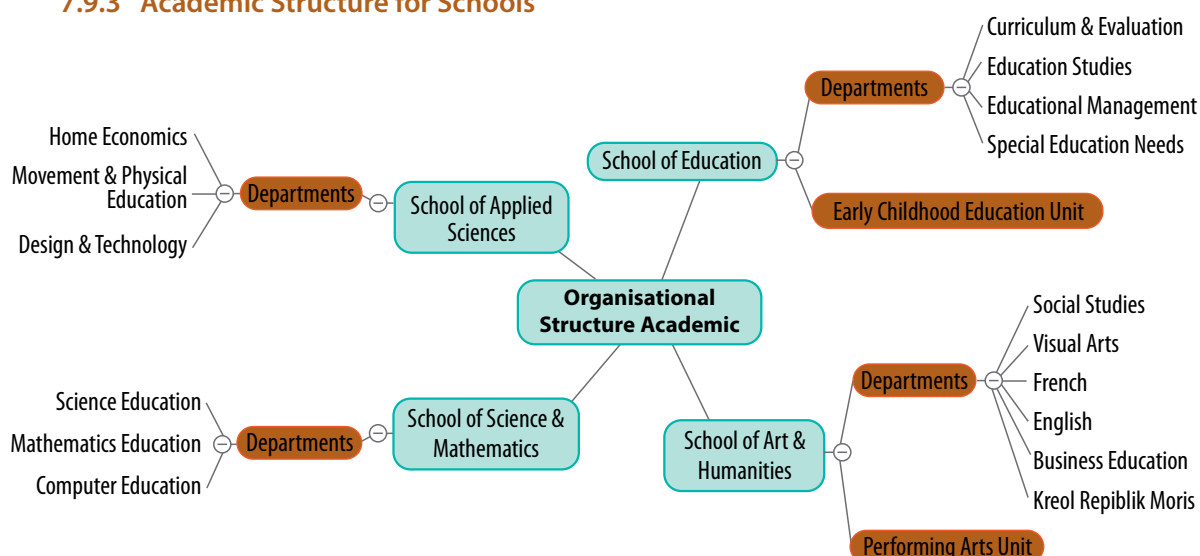 7.9.3 Academic Structure for Schools
Curriculum & Evaluation
Education Studies
Departments
Educational Management
Special Education Needs
School of Education
Early Childhood Education Unit
Home Economics
Movement & Physical
Education
Design & Technology
Departments
School of Applied
Sciences
Organisational
Structure Academic
Science Education
Mathematics Education
Computer Education
Departments
School of Science &
Mathematics
School of Art &
Humanities
Departments
Social Studies
Visual Arts
French
English
Business Education
Kreol Repiblik Moris
Performing Arts Unit